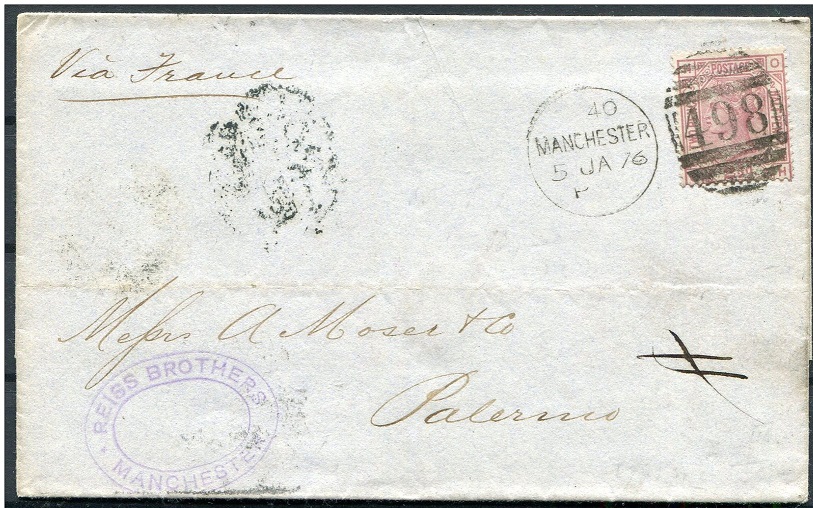 Via France
POSTAGE
498
40
MANCHESTER
5 JA 76
P
Messrs A Moser & Co
Palermo
REISS BROTHERS
MANCHESTER